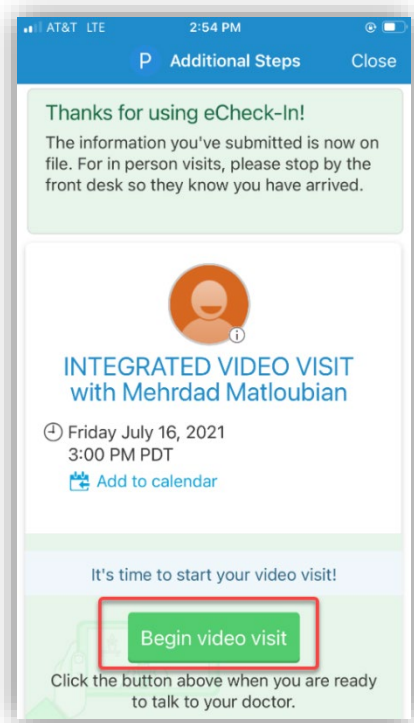 AT&T LTE 2:54 PM
P Additional Steps Close
Thanks for using eCheck-In!
The information you've submitted is now on
file. For in person visits, please stop by the
front desk so they know you have arrived.
i
INTEGRATED VIDEO VISIT
with Mehrdad Matloubian
Friday July 16, 2021
3:00 PM PDT
Add to calendar
It's time to start your video visit!
Begin video visit
Click the button above when you are ready
to talk to your doctor.